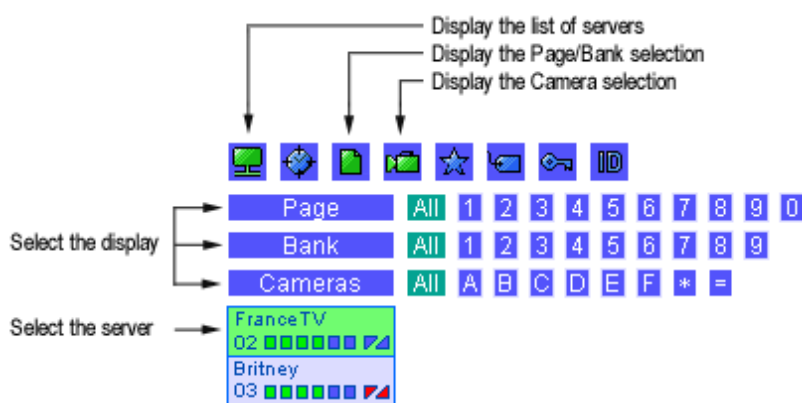 Display the list of servers
Display the Page/Bank selection
Display the Camera selection
ID
Page All 1 2 3 4 5 6 7 8 9 0
Select the display Bank All 1 2 3 4 5 6 7 8 9
Cameras All A B C D E F * =
Select the server
FranceTV
02
Britney
03